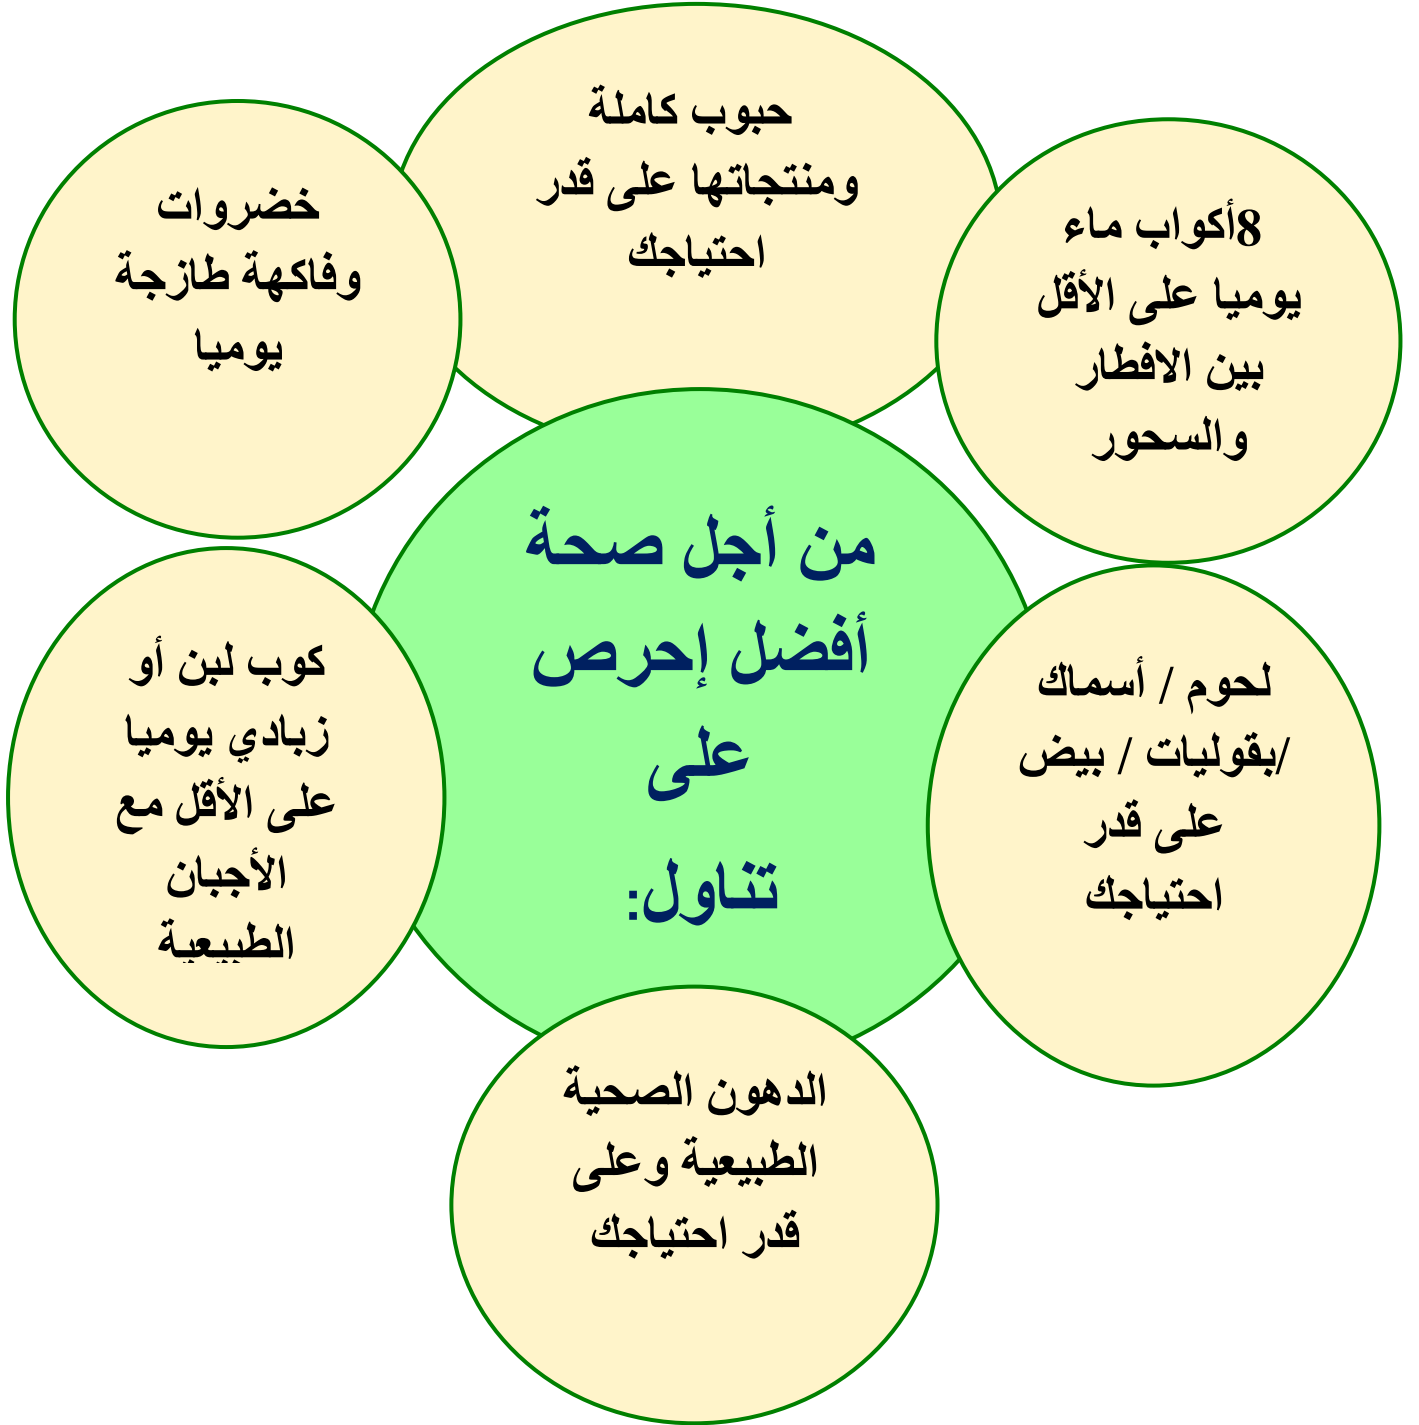 حبوب كاملة
ومنتجاتها على قدر
احتياجك
8أكواب ماء
يوميا على الأقل
بين الافطار
والسحور
خضروات
وفاكهة طازجة
يوميا
من أجل صحة
أفضل إحرص
على
تناول:
لحوم / أسماك
/بقوليات / بيض
على قدر
احتياجك
كوب لبن أو
زبادي يوميا
على الأقل مع
الأجبان
الطبيعية
الدهون الصحية
الطبيعية وعلى
قدر احتياجك